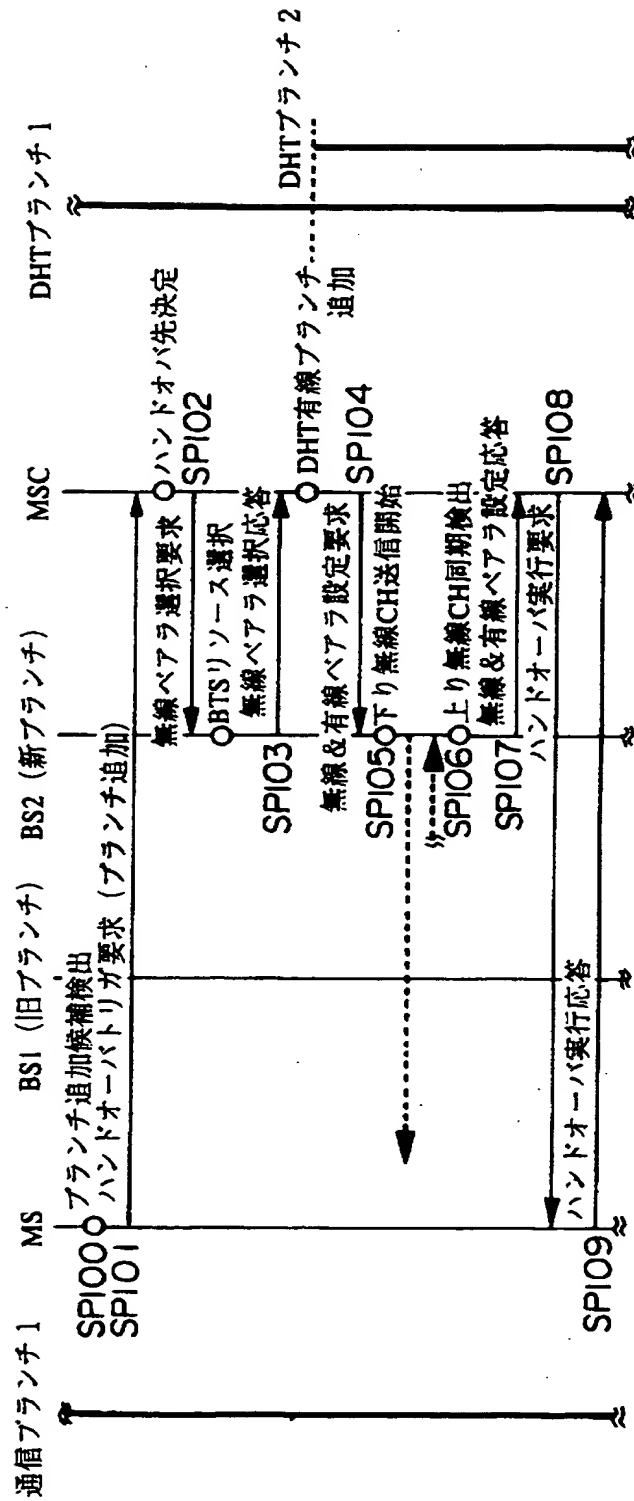 通信ブランチ1
MS
BS1 (旧ブランチ)
BS2 (新ブランチ)
MSC
DHTブランチ1
SP100
ブランチ追加候補検出
SP101
ハンドオーバトリガ要求 (ブランチ追加)
ハンドオバ先決定
SP102
無線ベアラ選択要求
BTSリソース選択
SP103
無線ベアラ選択応答
DHT有線ブランチ
追加
DHTブランチ2
SP104
無線&有線ベアラ設定要求
SP105
下り無線CH送信開始
SP106
上り無線CH同期検出
SP107
無線&有線ベアラ設定応答
SP108
ハンドオーバ実行要求
SP109
ハンドオーバ実行応答